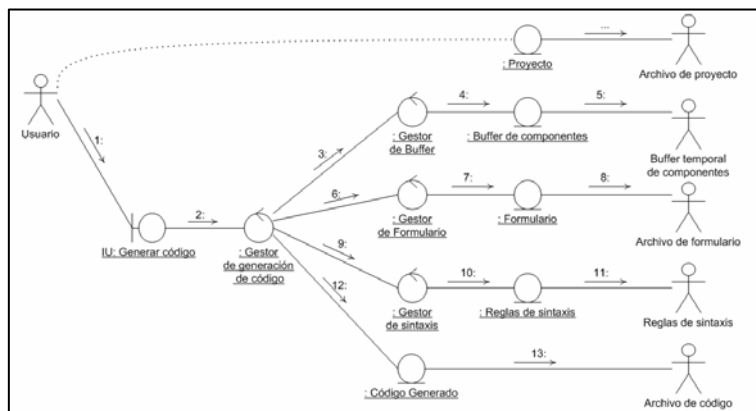 ...
: Proyecto
Archivo de proyecto
Usuario
1:
3:
4:
5:
: Gestor
de Buffer
: Buffer de componentes
Buffer temporal
de componentes
2:
6:
7:
8:
IU: Generar código
: Gestor
de generación
de código
: Gestor
de Formulario
: Formulario
Archivo de formulario
9:
10:
11:
12:
: Gestor
de sintaxis
: Reglas de sintaxis
Reglas de sintaxis
13:
: Código Generado
Archivo de código